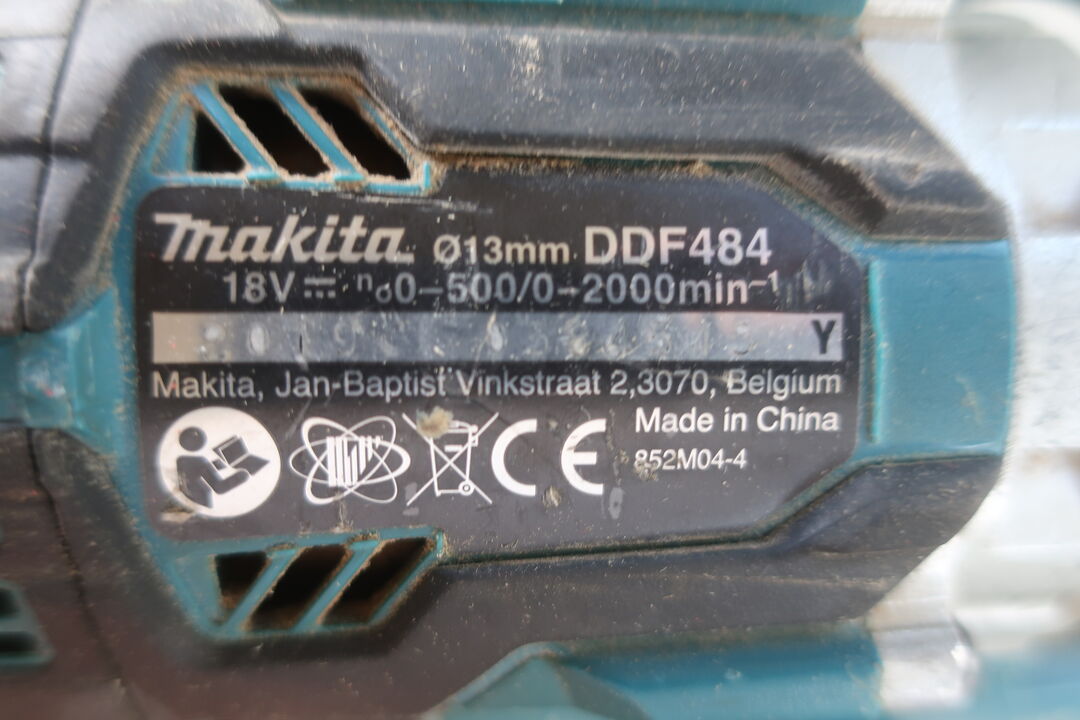 makita Ø13mm DDF484
18V⎓ n₀0-500/0-2000min⁻¹
Y
Makita, Jan-Baptist Vinkstraat 2,3070, Belgium
CE Made in China
852M04-4